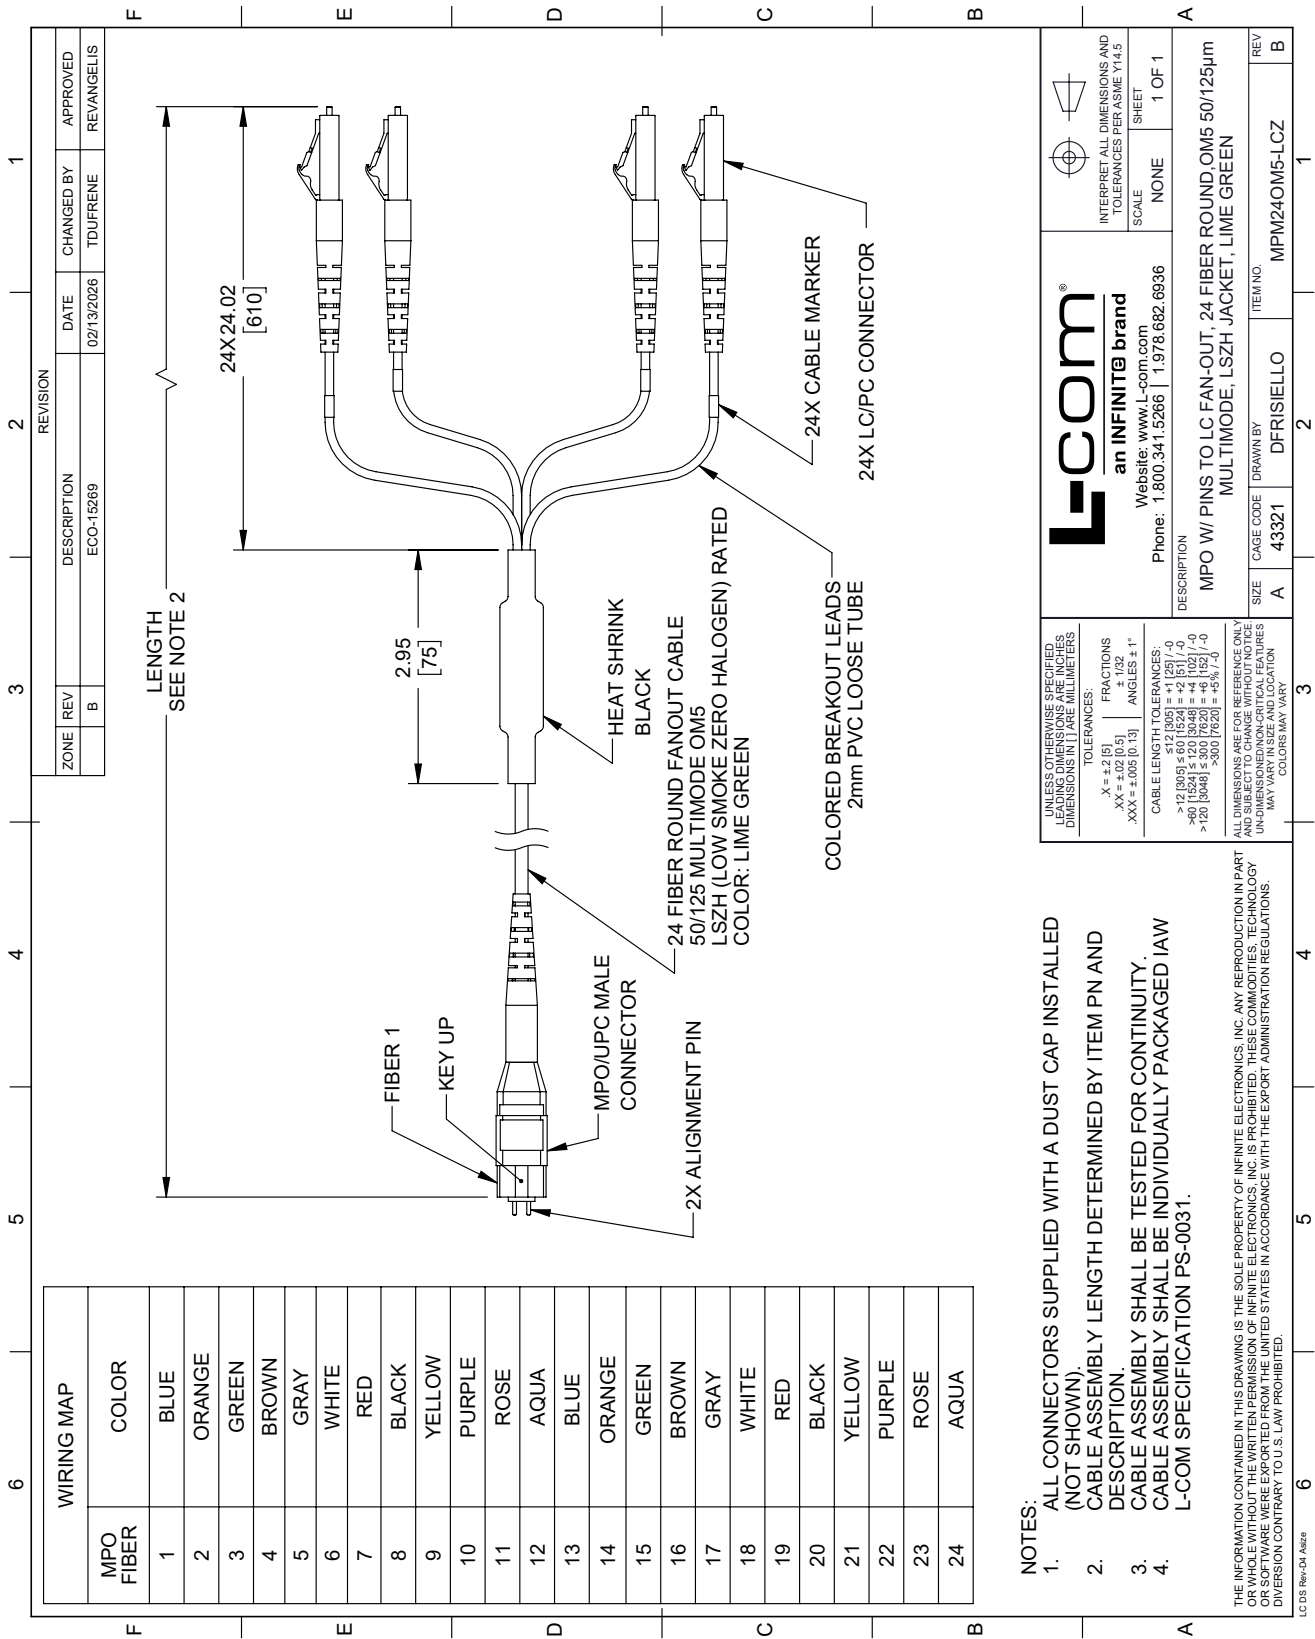 6
5
4
3
2
1
F
E
D
C
B
A
REVISION
ZONE
REV
DESCRIPTION
DATE
CHANGED BY
APPROVED
B
ECO-15269
02/13/2026
TDUFRENE
REVANGELIS
WIRING MAP
MPO FIBER
COLOR
1 BLUE
2 ORANGE
3 GREEN
4 BROWN
5 GRAY
6 WHITE
7 RED
8 BLACK
9 YELLOW
10 PURPLE
11 ROSE
12 AQUA
13 BLUE
14 ORANGE
15 GREEN
16 BROWN
17 GRAY
18 WHITE
19 RED
20 BLACK
21 YELLOW
22 PURPLE
23 ROSE
24 AQUA
LENGTH
SEE NOTE 2
24X 24.02
[610]
2.95
[75]
FIBER 1
KEY UP
MPO/UPC MALE
CONNECTOR
2X ALIGNMENT PIN
HEAT SHRINK
BLACK
24 FIBER ROUND FANOUT CABLE
50/125 MULTIMODE OM5
LSZH (LOW SMOKE ZERO HALOGEN) RATED
COLOR: LIME GREEN
COLORED BREAKOUT LEADS
2mm PVC LOOSE TUBE
24X CABLE MARKER
24X LC/PC CONNECTOR
NOTES:
1. ALL CONNECTORS SUPPLIED WITH A DUST CAP INSTALLED
(NOT SHOWN).
2. CABLE ASSEMBLY LENGTH DETERMINED BY ITEM PN AND
DESCRIPTION.
3. CABLE ASSEMBLY SHALL BE TESTED FOR CONTINUITY.
4. CABLE ASSEMBLY SHALL BE INDIVIDUALLY PACKAGED IAW
L-COM SPECIFICATION PS-0031.
THE INFORMATION CONTAINED IN THIS DRAWING IS THE SOLE PROPERTY OF INFINITE ELECTRONICS, INC. ANY REPRODUCTION IN PART
OR WHOLE WITHOUT THE WRITTEN PERMISSION OF INFINITE ELECTRONICS, INC. IS PROHIBITED. THESE COMMODITIES, TECHNOLOGY
OR SOFTWARE WERE EXPORTED FROM THE UNITED STATES IN ACCORDANCE WITH THE EXPORT ADMINISTRATION REGULATIONS.
DIVERSION CONTRARY TO U.S. LAW PROHIBITED.
UNLESS OTHERWISE SPECIFIED
LEADING DIMENSIONS ARE INCHES
DIMENSIONS IN [ ] ARE MILLIMETERS
TOLERANCES:
.X = ±.2 [5]
.XX = ±.02 [0.5]
.XXX = ±.005 [0.13]
FRACTIONS
± 1/32
ANGLES ± 1°
CABLE LENGTH TOLERANCES:
≤12 [305] = +1 [25] / -0
>12 [305] ≤ 60 [1524] = +2 [51] / -0
>60 [1524] ≤ 120 [3048] = +4 [102] / -0
>120 [3048] ≤ 300 [7620] = +6 [152] / -0
>300 [7620] = +5% / -0
ALL DIMENSIONS ARE FOR REFERENCE ONLY
AND SUBJECT TO CHANGE WITHOUT NOTICE.
UN-DIMENSIONED/NON-CRITICAL FEATURES
MAY VARY IN SIZE AND LOCATION
COLORS MAY VARY
L-com®
an INFINITE brand
Website: www.L-com.com
Phone: 1.800.341.5266 | 1.978.682.6936
INTERPRET ALL DIMENSIONS AND
TOLERANCES PER ASME Y14.5
SCALE
NONE
SHEET
1 OF 1
DESCRIPTION
MPO W/ PINS TO LC FAN-OUT, 24 FIBER ROUND,OM5 50/125µm
MULTIMODE, LSZH JACKET, LIME GREEN
SIZE
A
CAGE CODE
43321
DRAWN BY
DFRISIELLO
ITEM NO.
MPM24OM5-LCZ
REV
B
F
E
D
C
B
A
LC DS Rev-D4 Asize
6
5
4
3
2
1